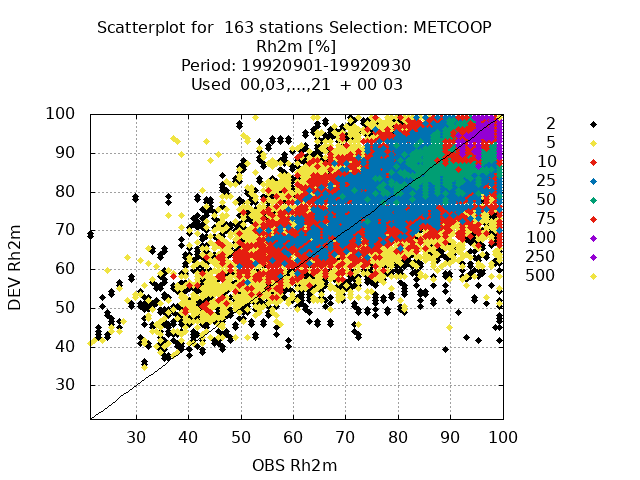 Scatterplot for  163 stations Selection: METCOOP
Rh2m [%]
Period: 19920901-19920930
Used  00,03,...,21  + 00 03
100
90
80
70
60
50
40
30
DEV Rh2m
30 40 50 60 70 80 90 100
OBS Rh2m
2
5
10
25
50
75
100
250
500